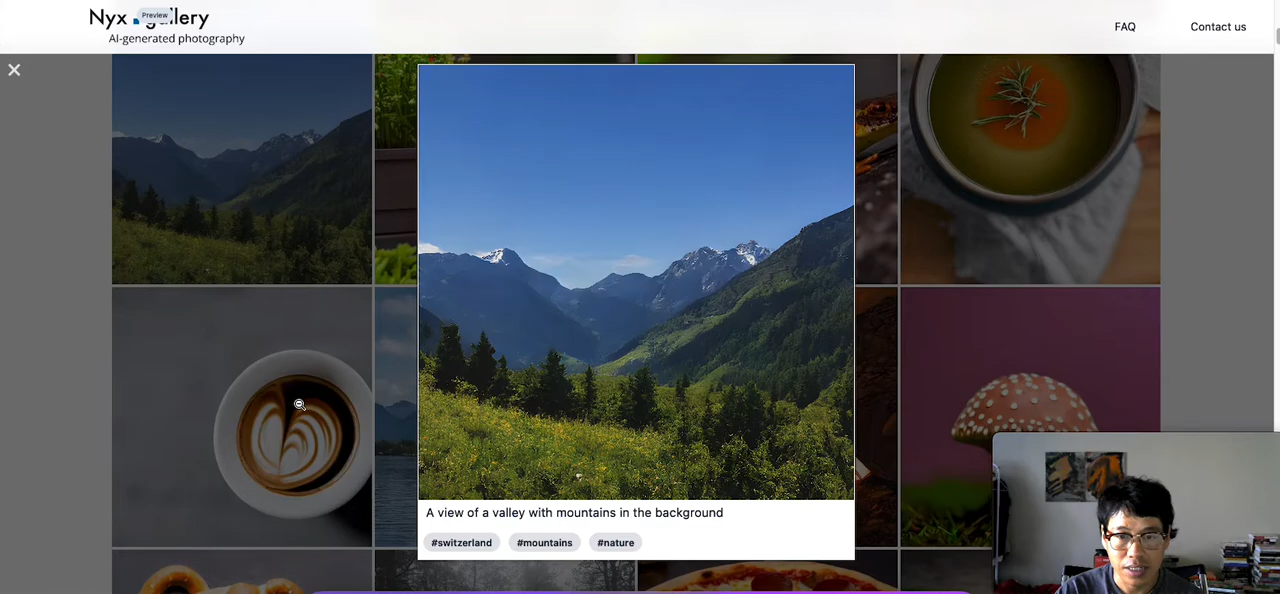 Nyx gallery
Preview
AI-generated photography
FAQ
Contact us
A view of a valley with mountains in the background
#switzerland
#mountains
#nature